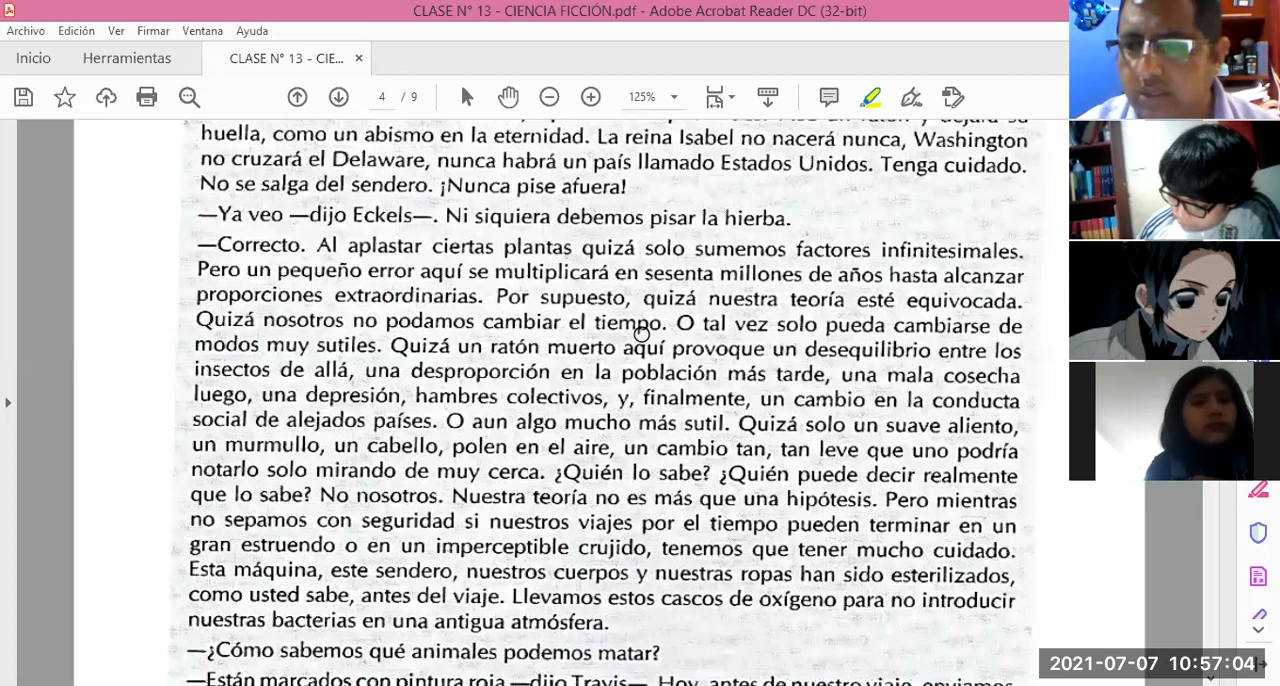 CLASE N° 13 - CIENCIA FICCIÓN.pdf - Adobe Acrobat Reader DC (32-bit)
Archivo Edición Ver Firmar Ventana Ayuda
Inicio Herramientas CLASE N° 13 - CIE... ×
4 / 9 125%
huella, como un abismo en la eternidad. La reina Isabel no nacerá nunca, Washington
no cruzará el Delaware, nunca habrá un país llamado Estados Unidos. Tenga cuidado.
No se salga del sendero. ¡Nunca pise afuera!
—Ya veo —dijo Eckels—. Ni siquiera debemos pisar la hierba.
—Correcto. Al aplastar ciertas plantas quizá solo sumemos factores infinitesimales.
Pero un pequeño error aquí se multiplicará en sesenta millones de años hasta alcanzar
proporciones extraordinarias. Por supuesto, quizá nuestra teoría esté equivocada.
Quizá nosotros no podamos cambiar el tiempo. O tal vez solo pueda cambiarse de
modos muy sutiles. Quizá un ratón muerto aquí provoque un desequilibrio entre los
insectos de allá, una desproporción en la población más tarde, una mala cosecha
luego, una depresión, hambres colectivos, y, finalmente, un cambio en la conducta
social de alejados países. O aun algo mucho más sutil. Quizá solo un suave aliento,
un murmullo, un cabello, polen en el aire, un cambio tan, tan leve que uno podría
notarlo solo mirando de muy cerca. ¿Quién lo sabe? ¿Quién puede decir realmente
que lo sabe? No nosotros. Nuestra teoría no es más que una hipótesis. Pero mientras
no sepamos con seguridad si nuestros viajes por el tiempo pueden terminar en un
gran estruendo o en un imperceptible crujido, tenemos que tener mucho cuidado.
Esta máquina, este sendero, nuestros cuerpos y nuestras ropas han sido esterilizados,
como usted sabe, antes del viaje. Llevamos estos cascos de oxígeno para no introducir
nuestras bacterias en una antigua atmósfera.
—¿Cómo sabemos qué animales podemos matar?
—Están marcados con pintura roja —dijo Travis—. Hoy, antes de nuestro viaje, enviamos
2021-07-07 10:57:04